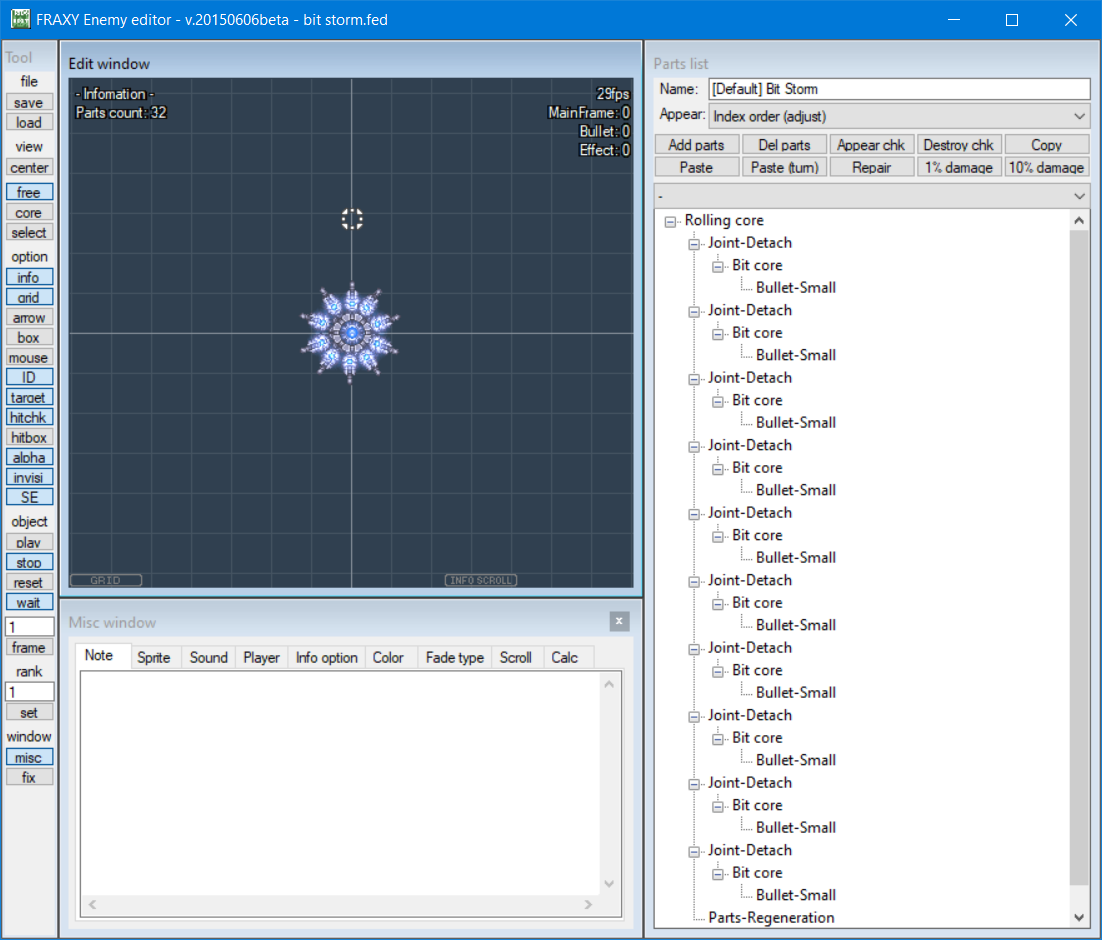 FRAXY Enemy editor - v.20150606beta - bit storm.fed
Tool
file
save
load
view
center
free
core
select
option
info
grid
arrow
box
mouse
ID
target
hitchk
hitbox
alpha
invisi
SE
object
play
stop
reset
wait
1
frame
rank
1
set
window
misc
fix
Edit window
- Infomation -
Parts count: 32
29fps
MainFrame: 0
Bullet: 0
Effect: 0
GRID
INFO SCROLL
Misc window
x
Note Sprite Sound Player Info option Color Fade type Scroll Calc
Parts list
Name: [Default] Bit Storm
Appear: Index order (adjust)
Add parts Del parts Appear chk Destroy chk Copy
Paste Paste (turn) Repair 1% damage 10% damage
-
Rolling core
Joint-Detach
Bit core
Bullet-Small
Joint-Detach
Bit core
Bullet-Small
Joint-Detach
Bit core
Bullet-Small
Joint-Detach
Bit core
Bullet-Small
Joint-Detach
Bit core
Bullet-Small
Joint-Detach
Bit core
Bullet-Small
Joint-Detach
Bit core
Bullet-Small
Joint-Detach
Bit core
Bullet-Small
Joint-Detach
Bit core
Bullet-Small
Joint-Detach
Bit core
Bullet-Small
Parts-Regeneration